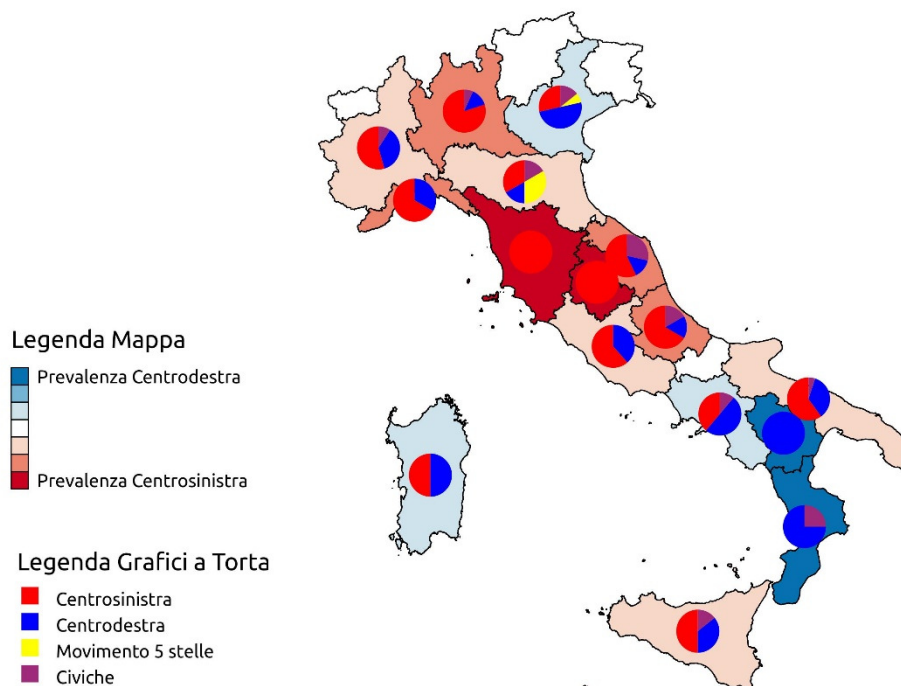 Legenda Mappa
Prevalenza Centrodestra
Prevalenza Centrosinistra
Legenda Grafici a Torta
Centrosinistra
Centrodestra
Movimento 5 stelle
Civiche